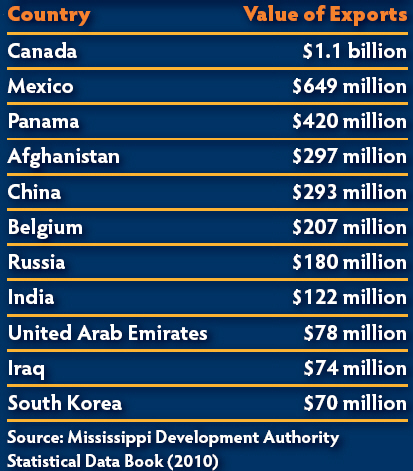 Country Value of Exports
Canada $1.1 billion
Mexico $649 million
Panama $420 million
Afghanistan $297 million
China $293 million
Belgium $207 million
Russia $180 million
India $122 million
United Arab Emirates $78 million
Iraq $74 million
South Korea $70 million
Source: Mississippi Development Authority
Statistical Data Book (2010)